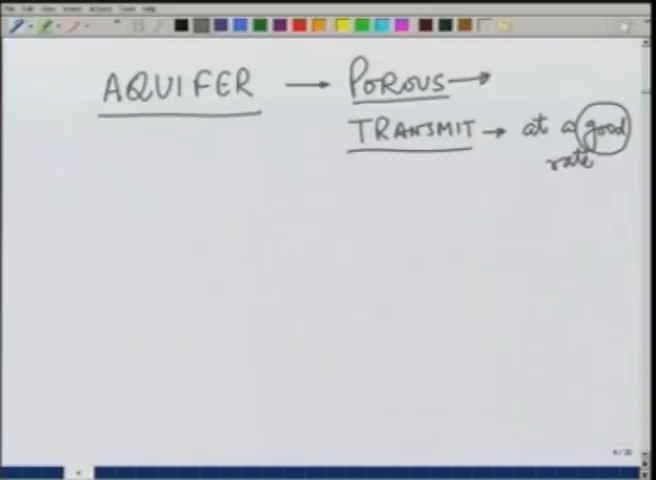 AQUIFER → POROUS →
TRANSMIT → at a good
rate